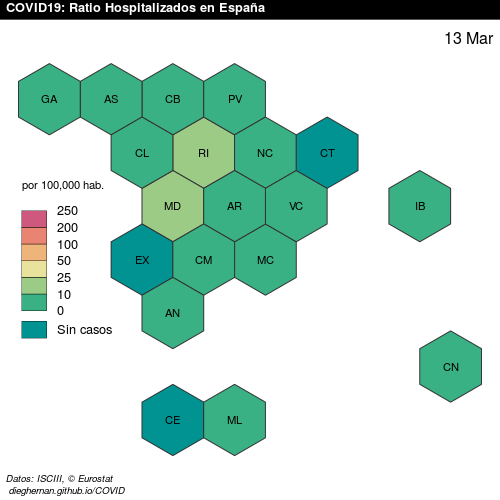 COVID19: Ratio Hospitalizados en España
13 Mar
GA AS CB PV
CL RI NC CT
por 100,000 hab.
MD AR VC IB
250
200
100
50
25
10
0
Sin casos
EX CM MC
AN
CN
CE ML
Datos: ISCIII, © Eurostat
dieghernan.github.io/COVID